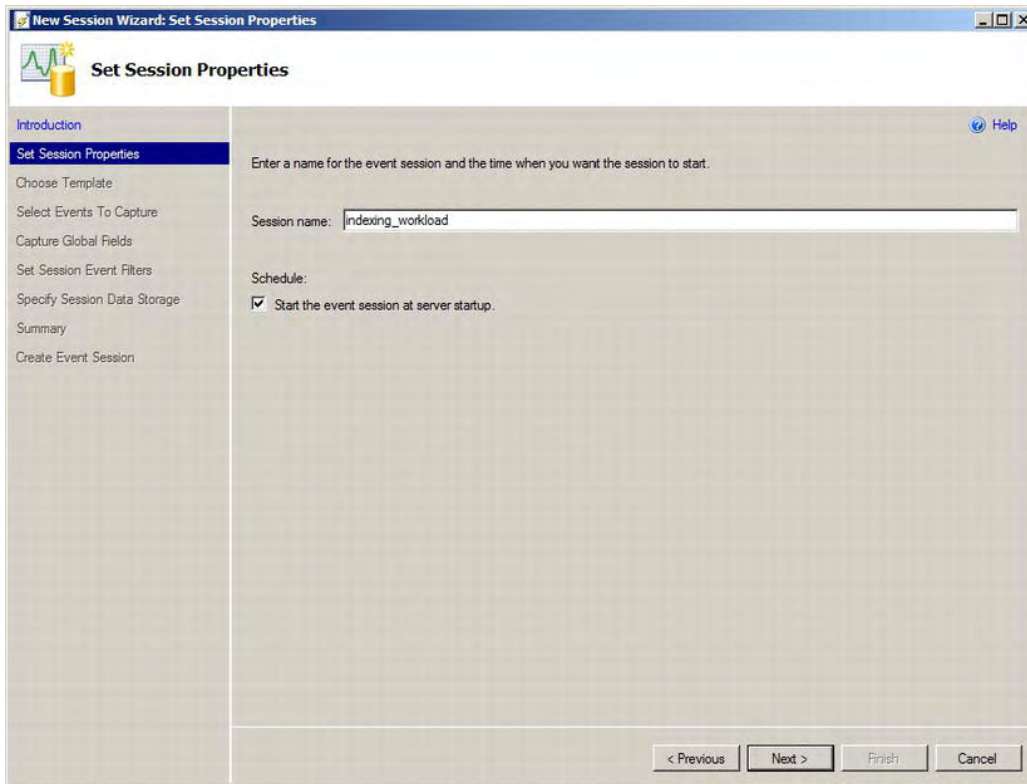 New Session Wizard: Set Session Properties
Set Session Properties
Introduction
Help
Set Session Properties
Enter a name for the event session and the time when you want the session to start.
Choose Template
Select Events To Capture
Session name: indexing_workload
Capture Global Fields
Set Session Event Filters
Schedule:
Specify Session Data Storage
Start the event session at server startup.
Summary
Create Event Session
< Previous
Next >
Finish
Cancel